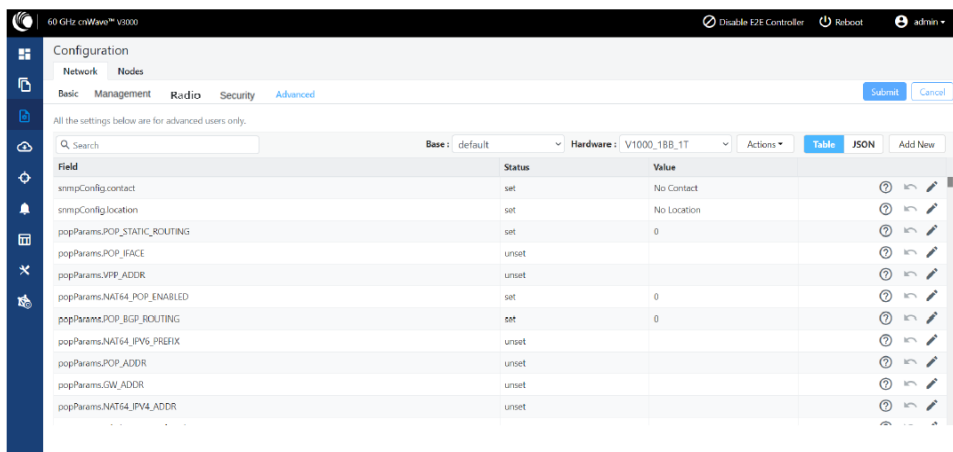 60 GHz cnWave™ V3000 Disable E2E Controller Reboot admin
Configuration
Network Nodes
Basic Management Radio Security Advanced Submit Cancel
All the settings below are for advanced users only.
Search Base : default Hardware : V1000_1BB_1T Actions Table JSON Add New
Field Status Value
snmpConfig.contact set No Contact
snmpConfig.location set No Location
popParams.POP_STATIC_ROUTING set 0
popParams.POP_IFACE unset
popParams.VPP_ADDR unset
popParams.NAT64_POP_ENABLED set 0
popParams.POP_BGP_ROUTING set 0
popParams.NAT64_IPV6_PREFIX unset
popParams.POP_ADDR unset
popParams.GW_ADDR unset
popParams.NAT64_IPV4_ADDR unset